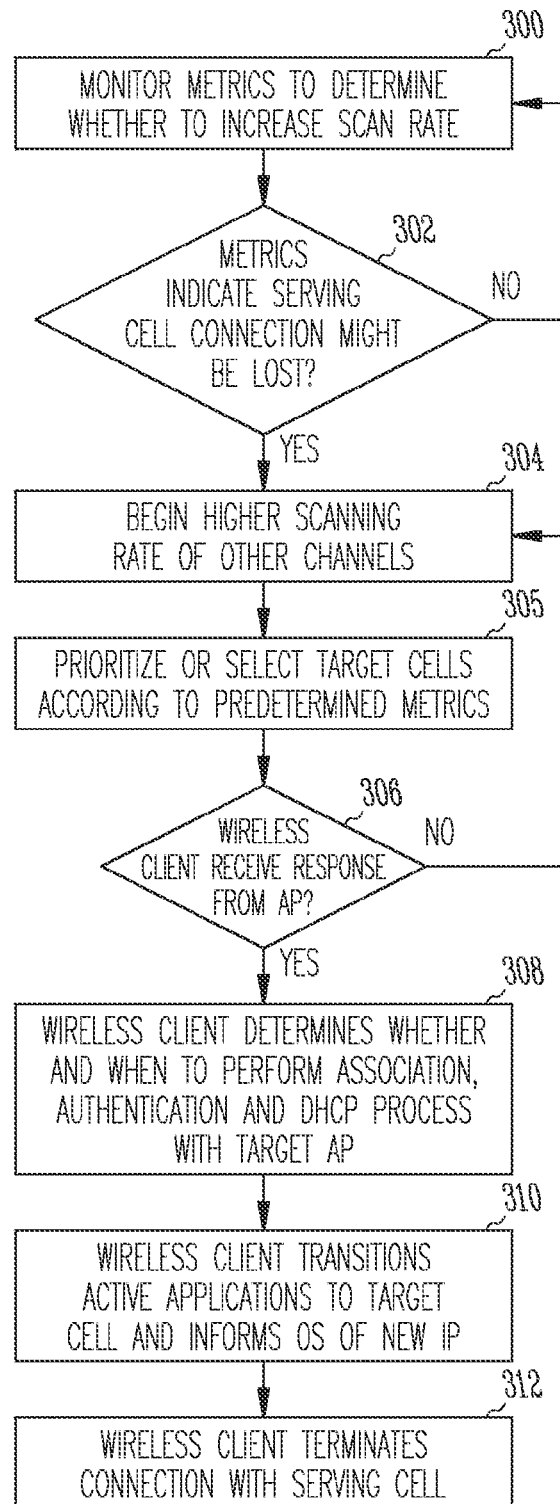 300
MONITOR METRICS TO DETERMINE
WHETHER TO INCREASE SCAN RATE
302
METRICS
INDICATE SERVING
CELL CONNECTION MIGHT
BE LOST?
NO
YES
304
BEGIN HIGHER SCANNING
RATE OF OTHER CHANNELS
305
PRIORITIZE OR SELECT TARGET CELLS
ACCORDING TO PREDETERMINED METRICS
306
WIRELESS
CLIENT RECEIVE RESPONSE
FROM AP?
NO
YES
308
WIRELESS CLIENT DETERMINES WHETHER
AND WHEN TO PERFORM ASSOCIATION,
AUTHENTICATION AND DHCP PROCESS
WITH TARGET AP
310
WIRELESS CLIENT TRANSITIONS
ACTIVE APPLICATIONS TO TARGET
CELL AND INFORMS OS OF NEW IP
312
WIRELESS CLIENT TERMINATES
CONNECTION WITH SERVING CELL